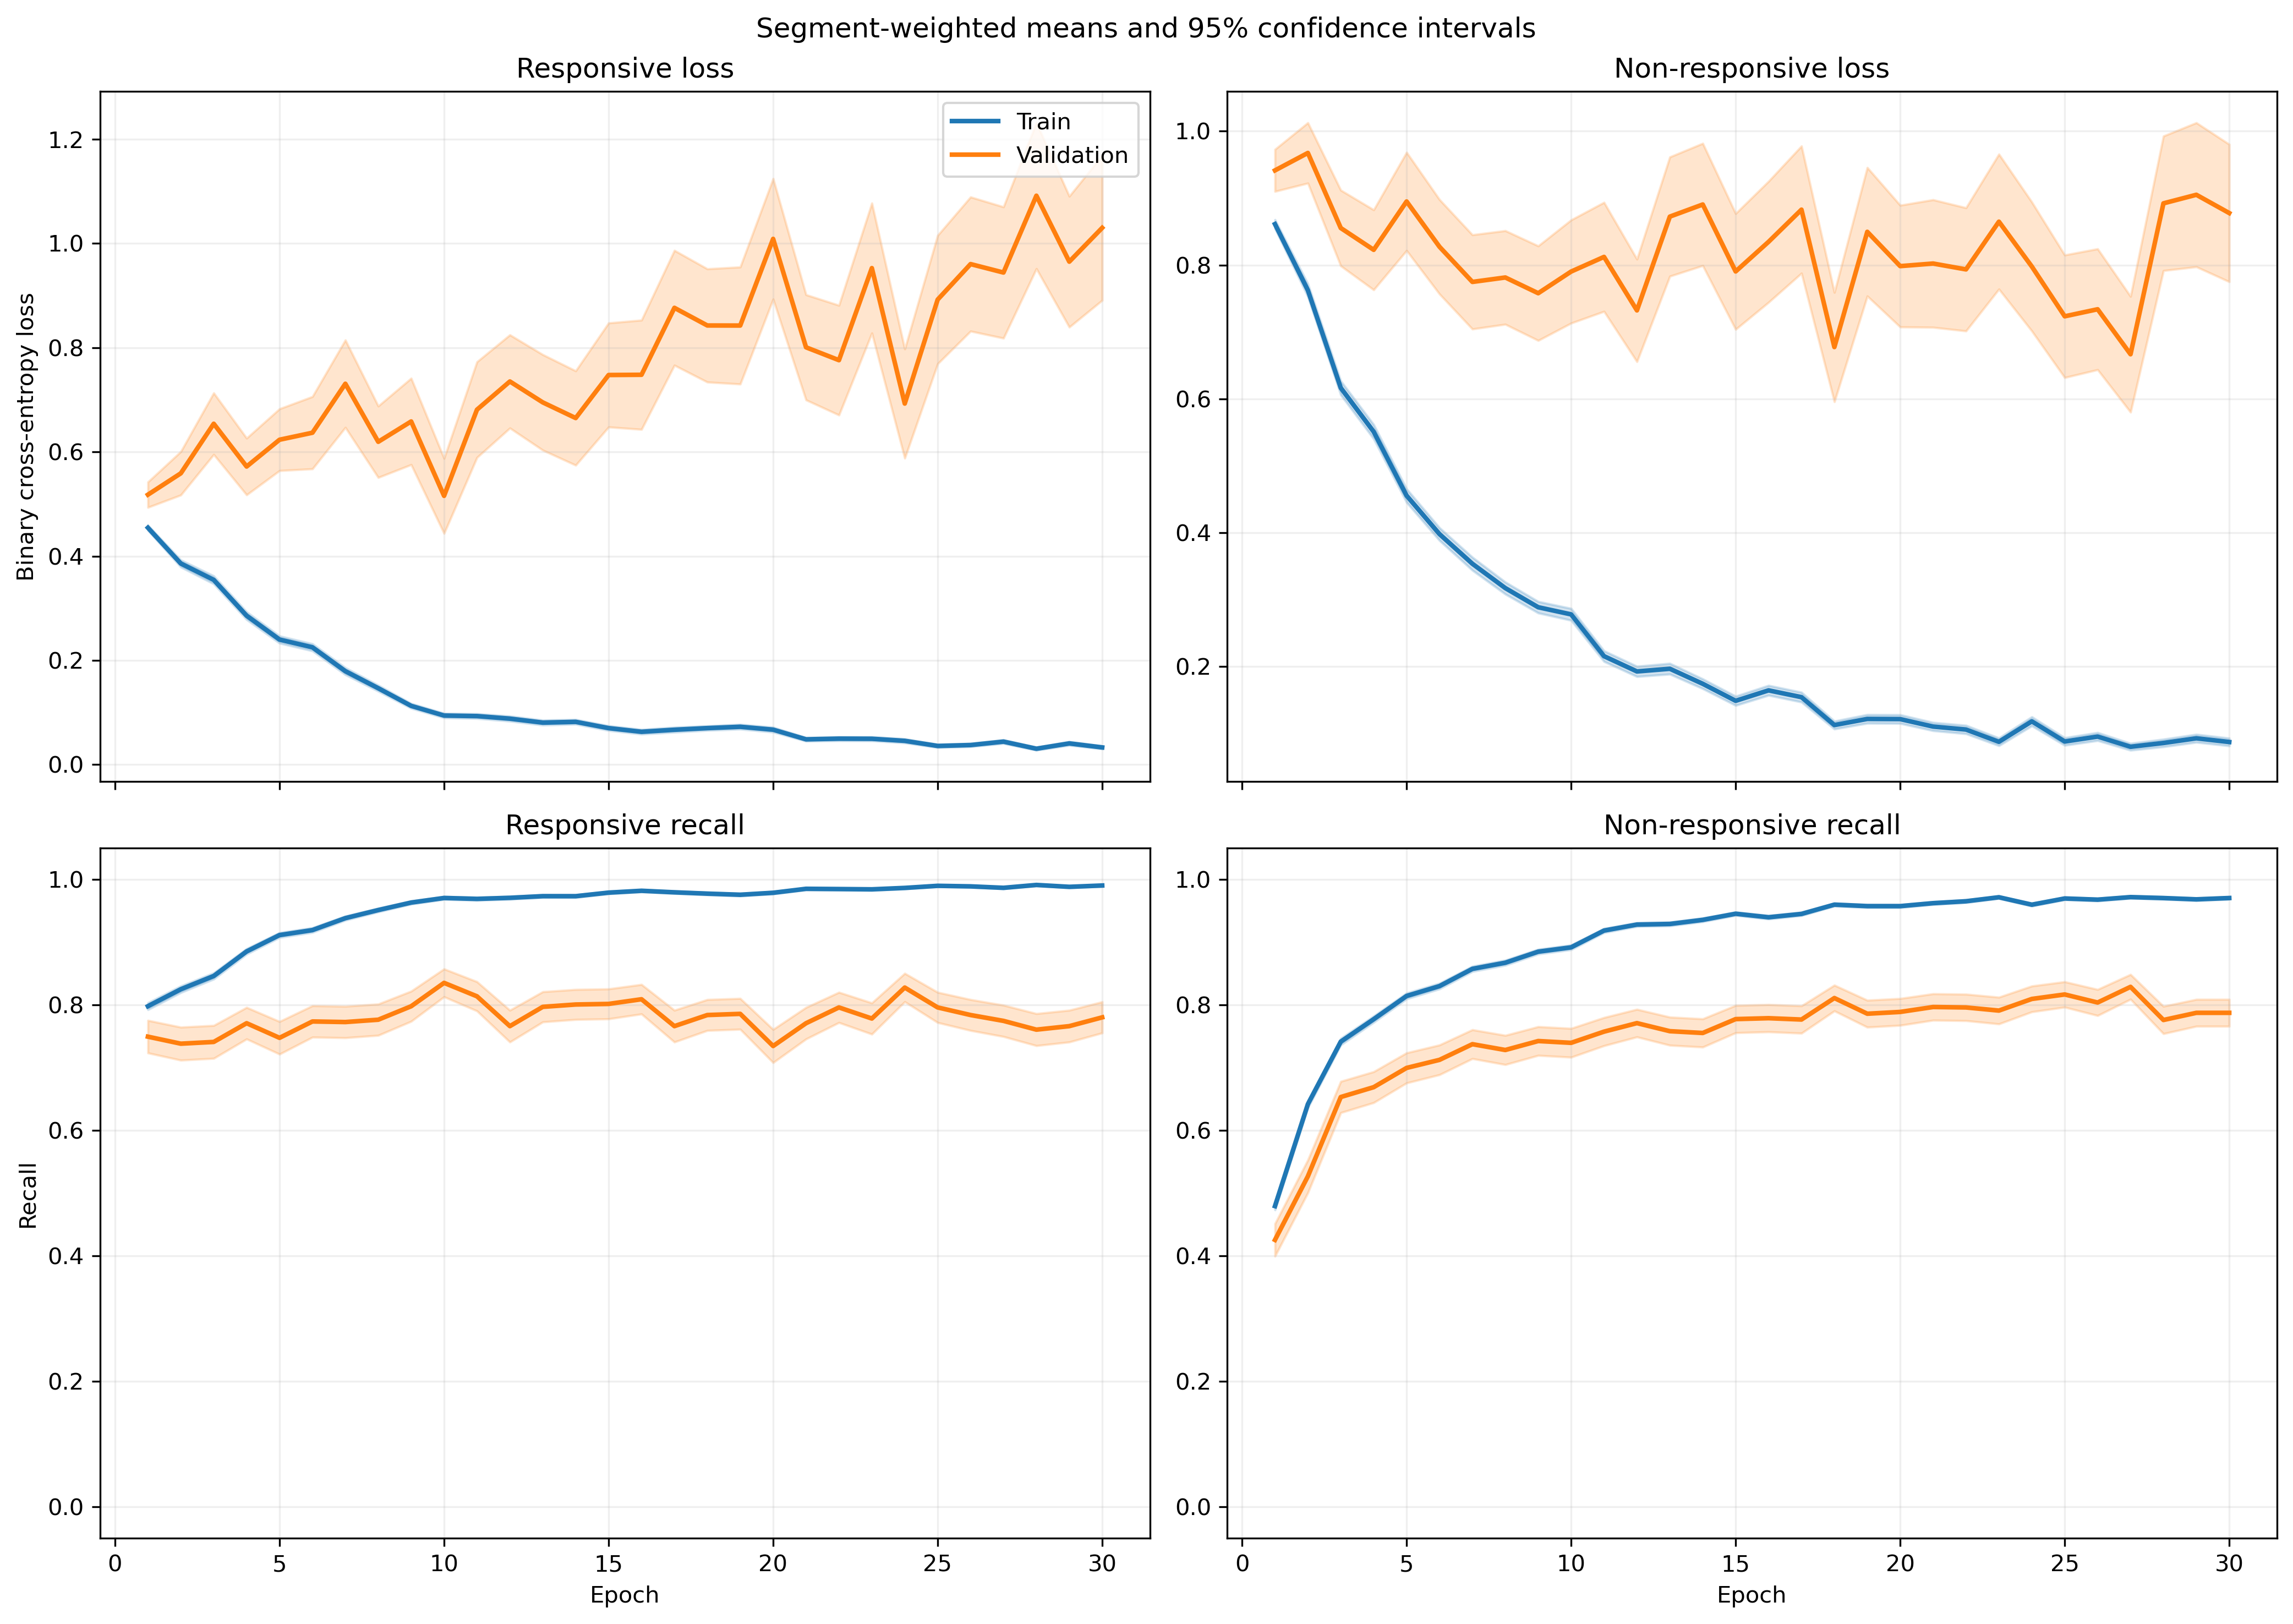 Segment-weighted means and 95% confidence intervals
Responsive loss
Non-responsive loss
Train
Validation
Binary cross-entropy loss
1.2
1.0
0.8
0.6
0.4
0.2
0.0
1.0
0.8
0.6
0.4
0.2
Responsive recall
Non-responsive recall
Recall
1.0
0.8
0.6
0.4
0.2
0.0
0 5 10 15 20 25 30
Epoch
1.0
0.8
0.6
0.4
0.2
0.0
0 5 10 15 20 25 30
Epoch